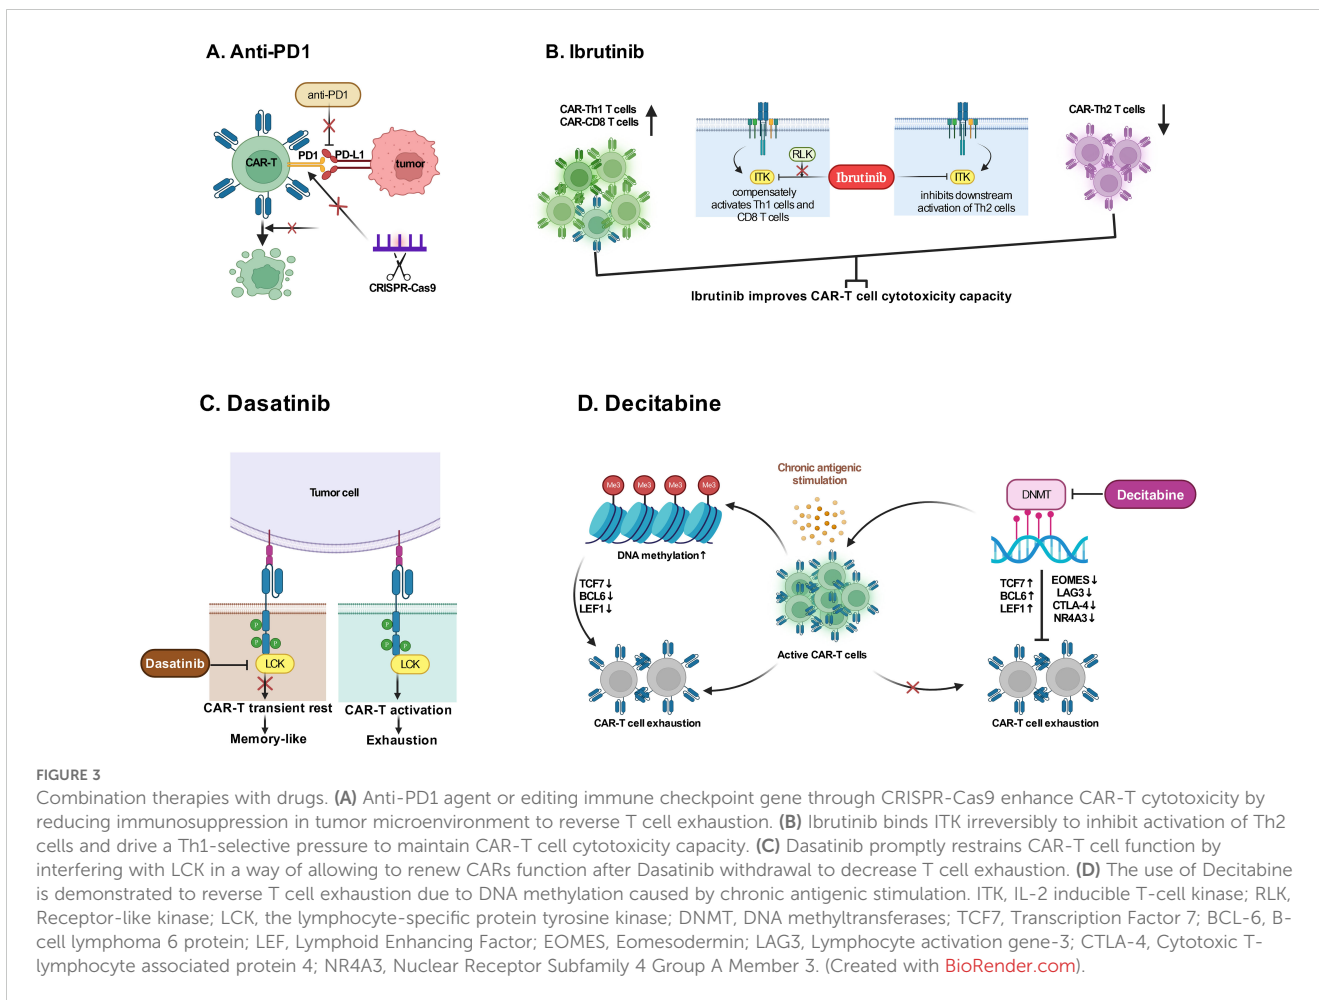 A. Anti-PD1
anti-PD1
CAR-T
PD1
PD-L1
tumor
CRISPR-Cas9
B. Ibrutinib
CAR-Th1 T cells
CAR-CD8 T cells
RLK
ITK
compensately
activates Th1 cells and
CD8 T cells
Ibrutinib
ITK
inhibits downstream
activation of Th2 cells
CAR-Th2 T cells
Ibrutinib improves CAR-T cell cytotoxicity capacity
C. Dasatinib
Tumor cell
P
P
P
P
P
P
Dasatinib
LCK
LCK
CAR-T transient rest
CAR-T activation
Memory-like
Exhaustion
D. Decitabine
Me3
Me3
Me3
Me3
DNA methylation↑
TCF7↓
BCL6↓
LEF1↓
CAR-T cell exhaustion
Chronic antigenic
stimulation
Active CAR-T cells
DNMT
Decitabine
TCF7↑
BCL6↑
LEF1↑
EOMES↓
LAG3↓
CTLA-4↓
NR4A3↓
CAR-T cell exhaustion
FIGURE 3
Combination therapies with drugs. (A) Anti-PD1 agent or editing immune checkpoint gene through CRISPR-Cas9 enhance CAR-T cytotoxicity by
reducing immunosuppression in tumor microenvironment to reverse T cell exhaustion. (B) Ibrutinib binds ITK irreversibly to inhibit activation of Th2
cells and drive a Th1-selective pressure to maintain CAR-T cell cytotoxicity capacity. (C) Dasatinib promptly restrains CAR-T cell function by
interfering with LCK in a way of allowing to renew CARs function after Dasatinib withdrawal to decrease T cell exhaustion. (D) The use of Decitabine
is demonstrated to reverse T cell exhaustion due to DNA methylation caused by chronic antigenic stimulation. ITK, IL-2 inducible T-cell kinase; RLK,
Receptor-like kinase; LCK, the lymphocyte-specific protein tyrosine kinase; DNMT, DNA methyltransferases; TCF7, Transcription Factor 7; BCL-6, B-
cell lymphoma 6 protein; LEF, Lymphoid Enhancing Factor; EOMES, Eomesodermin; LAG3, Lymphocyte activation gene-3; CTLA-4, Cytotoxic T-
lymphocyte associated protein 4; NR4A3, Nuclear Receptor Subfamily 4 Group A Member 3. (Created with BioRender.com).